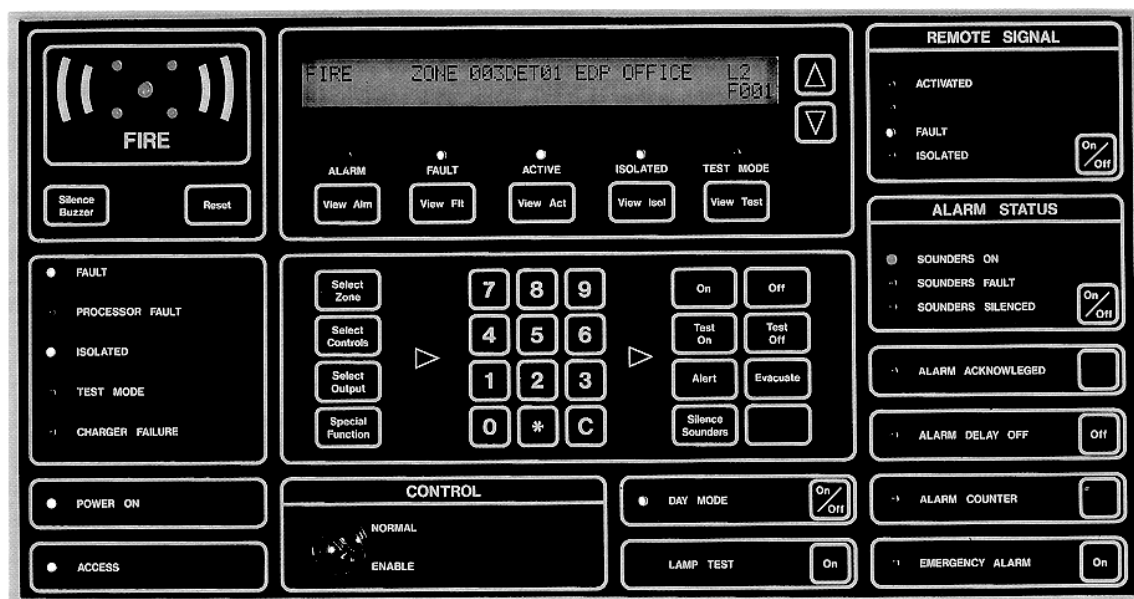 FIRE
Silence
Buzzer
Reset
FIRE ZONE 003DET01 EDP OFFICE L2
F001
ALARM FAULT ACTIVE ISOLATED TEST MODE
View Alm View Flt View Act View Isol View Test
REMOTE SIGNAL
ACTIVATED
FAULT
ISOLATED
On/Off
ALARM STATUS
SOUNDERS ON
SOUNDERS FAULT
SOUNDERS SILENCED
On/Off
FAULT
PROCESSOR FAULT
ISOLATED
TEST MODE
CHARGER FAILURE
Select
Zone
Select
Controls
Select
Output
Special
Function
7 8 9
4 5 6
1 2 3
0 * C
On Off
Test
On
Test
Off
Alert Evacuate
Silence
Sounders
ALARM ACKNOWLEGED
ALARM DELAY OFF Off
ALARM COUNTER
EMERGENCY ALARM On
POWER ON
ACCESS
CONTROL
NORMAL
ENABLE
DAY MODE On/Off
LAMP TEST On